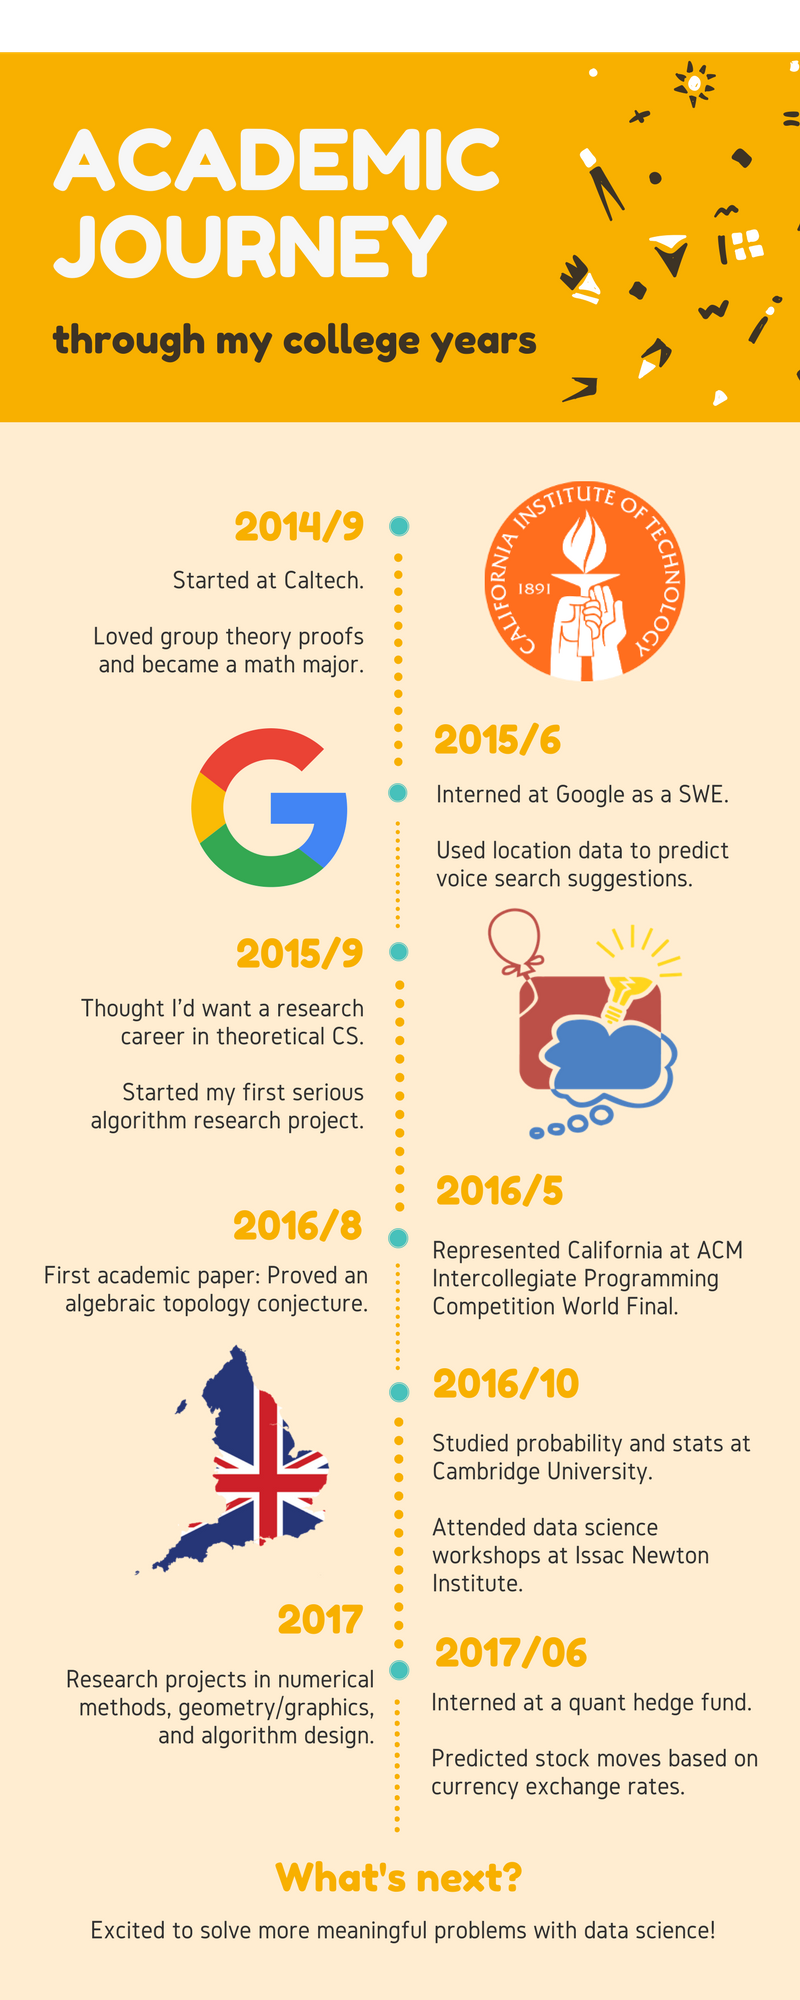 ACADEMIC
JOURNEY
through my college years
2014/9
Started at Caltech.
Loved group theory proofs
and became a math major.
CALIFORNIA INSTITUTE OF TECHNOLOGY
1891
2015/6
Interned at Google as a SWE.
Used location data to predict
voice search suggestions.
2015/9
Thought I'd want a research
career in theoretical CS.
Started my first serious
algorithm research project.
2016/5
Represented California at ACM
Intercollegiate Programming
Competition World Final.
2016/8
First academic paper: Proved an
algebraic topology conjecture.
2016/10
Studied probability and stats at
Cambridge University.
Attended data science
workshops at Issac Newton
Institute.
2017
Research projects in numerical
methods, geometry/graphics,
and algorithm design.
2017/06
Interned at a quant hedge fund.
Predicted stock moves based on
currency exchange rates.
What's next?
Excited to solve more meaningful problems with data science!